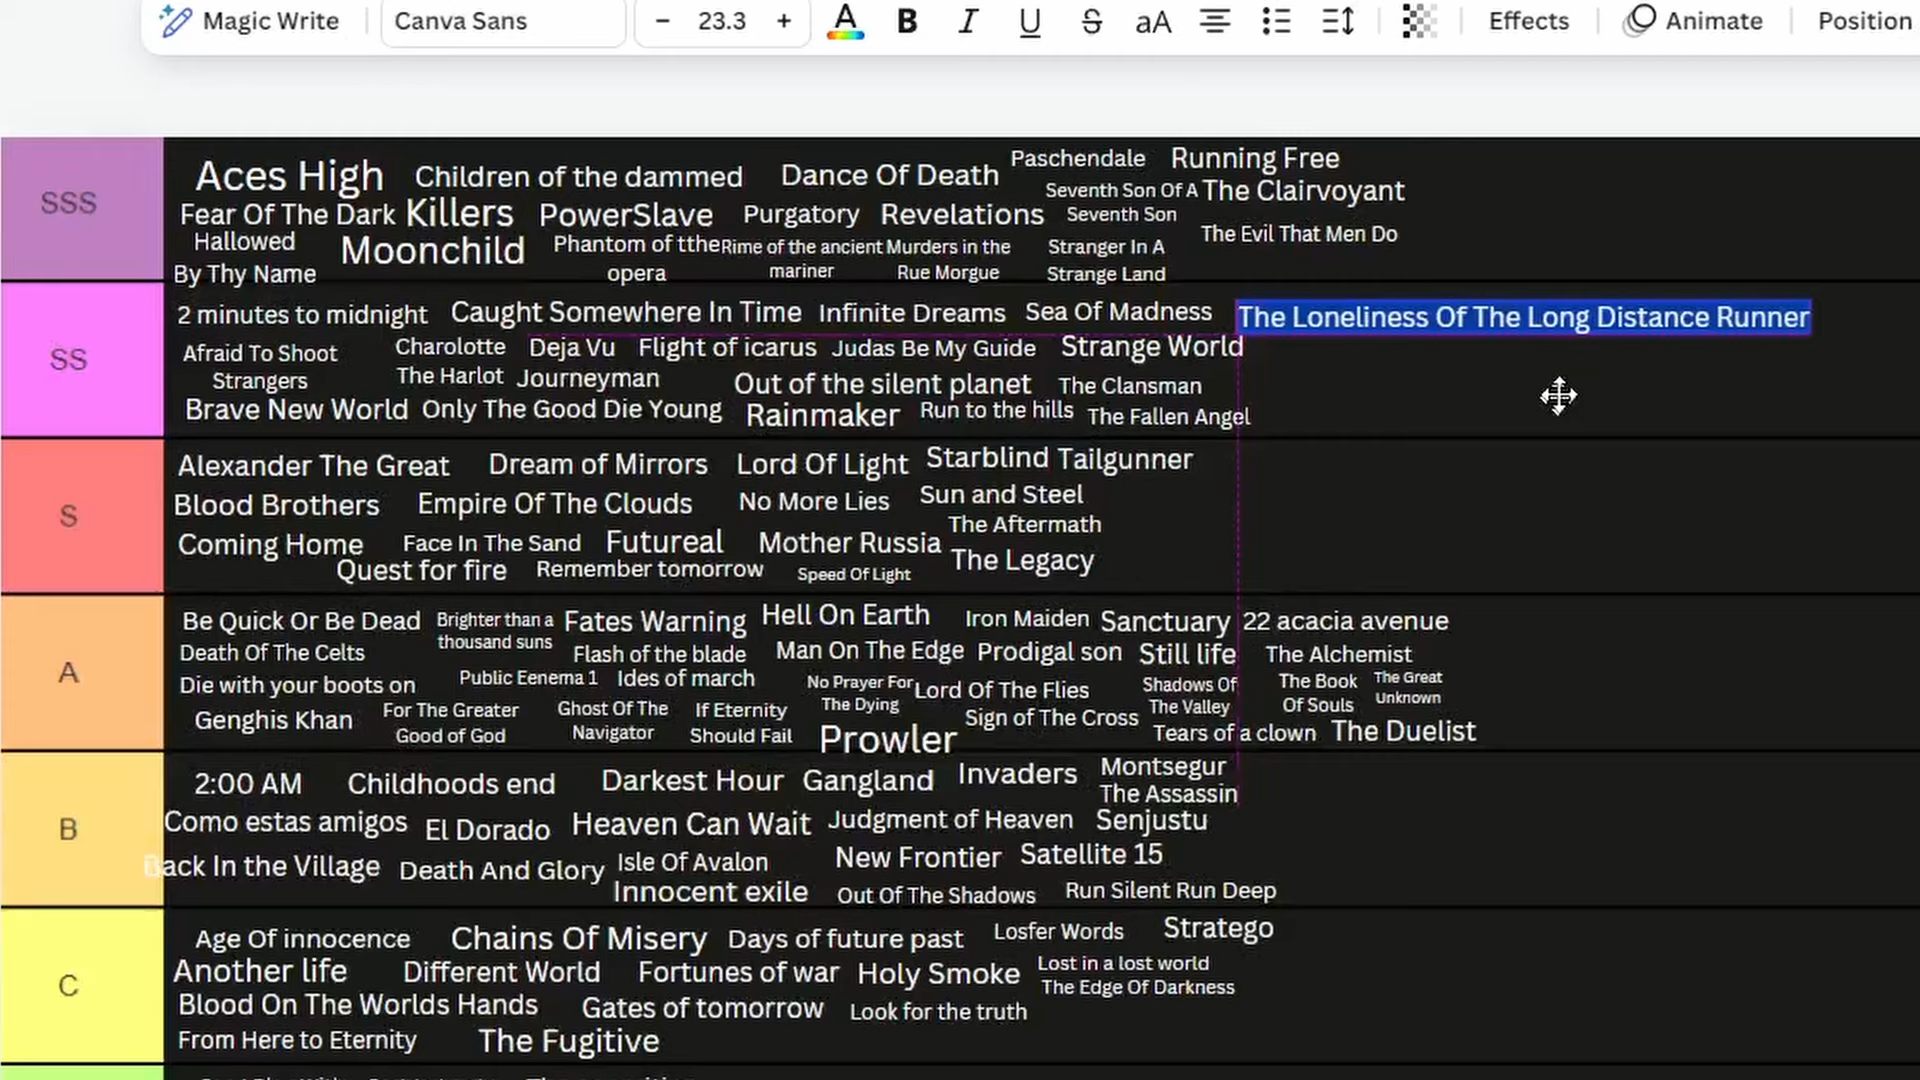 Magic Write
Canva Sans
− 23.3 +
A B I U S aA
Effects
Animate
Position
SSS
Aces High Children of the damned Dance Of Death Paschendale Running Free
Seventh Son Of A Seventh Son
The Clairvoyant
Fear Of The Dark Killers PowerSlave Purgatory Revelations
The Evil That Men Do
Hallowed
By Thy Name
Moonchild
Phantom of tthe
opera
Rime of the ancient
mariner
Murders in the
Rue Morgue
Stranger In A
Strange Land
SS
2 minutes to midnight Caught Somewhere In Time Infinite Dreams Sea Of Madness The Loneliness Of The Long Distance Runner
Afraid To Shoot
Strangers
Charolotte
The Harlot
Deja Vu Flight of icarus Judas Be My Guide Strange World
Journeyman Out of the silent planet The Clansman
Brave New World Only The Good Die Young Rainmaker Run to the hills The Fallen Angel
S
Alexander The Great Dream of Mirrors Lord Of Light Starblind Tailgunner
Blood Brothers Empire Of The Clouds No More Lies Sun and Steel
The Aftermath
Coming Home Face In The Sand Futureal Mother Russia The Legacy
Quest for fire Remember tomorrow Speed Of Light
A
Be Quick Or Be Dead
Brighter than a
thousand suns
Fates Warning Hell On Earth Iron Maiden Sanctuary 22 acacia avenue
Death Of The Celts Flash of the blade Man On The Edge Prodigal son Still life The Alchemist
Die with your boots on Public Eenema 1 Ides of march
No Prayer For
The Dying
Lord Of The Flies
Shadows Of
The Valley
The Book
Of Souls
The Great
Unknown
Genghis Khan
For The Greater
Good of God
Ghost Of The
Navigator
If Eternity
Should Fail
Prowler Sign of The Cross Tears of a clown The Duelist
B
2:00 AM Childhoods end Darkest Hour Gangland Invaders Montsegur
The Assassin
Como estas amigos El Dorado Heaven Can Wait Judgment of Heaven Senjustu
Back In the Village Death And Glory Isle Of Avalon New Frontier Satellite 15
Innocent exile Out Of The Shadows Run Silent Run Deep
C
Age Of innocence Chains Of Misery Days of future past Losfer Words Stratego
Another life Different World Fortunes of war Holy Smoke Lost in a lost world
The Edge Of Darkness
Blood On The Worlds Hands Gates of tomorrow Look for the truth
From Here to Eternity The Fugitive